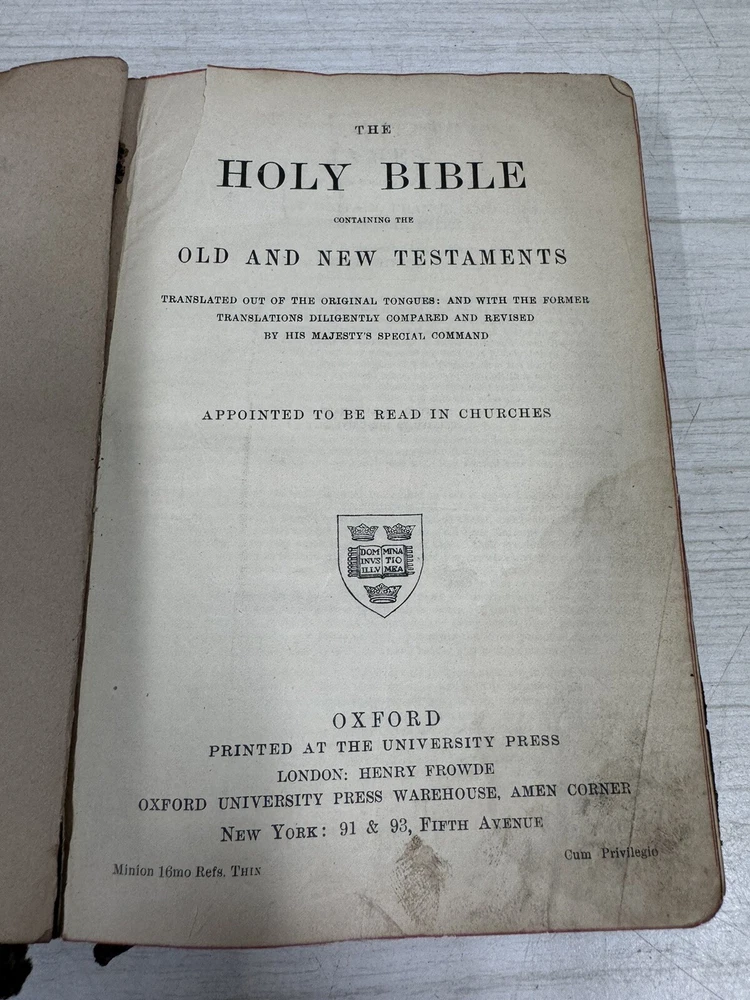 THE
HOLY BIBLE
CONTAINING THE
OLD AND NEW TESTAMENTS
TRANSLATED OUT OF THE ORIGINAL TONGUES: AND WITH THE FORMER
TRANSLATIONS DILIGENTLY COMPARED AND REVISED
BY HIS MAJESTY'S SPECIAL COMMAND
APPOINTED TO BE READ IN CHURCHES
DOM MINA
INVS TIO
ILLV MEA
OXFORD
PRINTED AT THE UNIVERSITY PRESS
LONDON: HENRY FROWDE
OXFORD UNIVERSITY PRESS WAREHOUSE, AMEN CORNER
NEW YORK: 91 & 93, FIFTH AVENUE
Minion 16mo Refs. THIN
Cum Privilegio